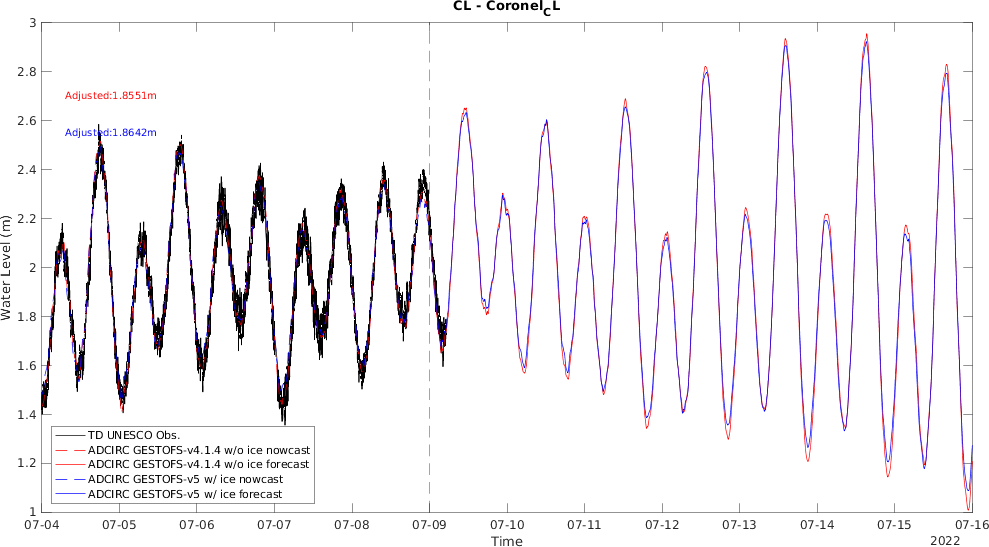 CL - Coronel_CL
3
2.8
2.6
2.4
2.2
2
1.8
1.6
1.4
1.2
1
Water Level (m)
Adjusted:1.8551m
Adjusted:1.8642m
TD UNESCO Obs.
ADCIRC GESTOFS-v4.1.4 w/o ice nowcast
ADCIRC GESTOFS-v4.1.4 w/o ice forecast
ADCIRC GESTOFS-v5 w/ ice nowcast
ADCIRC GESTOFS-v5 w/ ice forecast
07-04 07-05 07-06 07-07 07-08 07-09 07-10 07-11 07-12 07-13 07-14 07-15 07-16
Time
2022